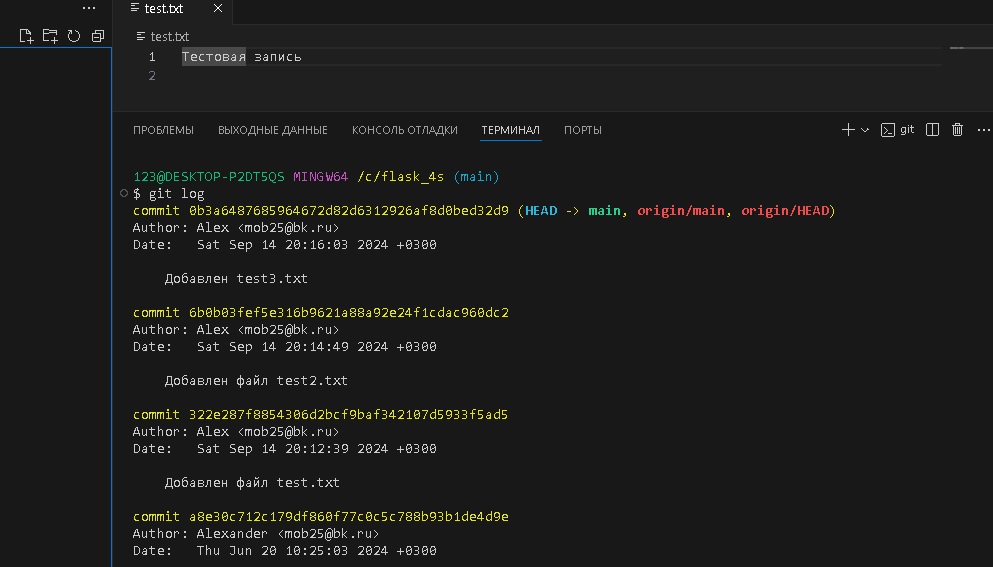 test.txt
test.txt
1 Тестовая запись
2
ПРОБЛЕМЫ ВЫХОДНЫЕ ДАННЫЕ КОНСОЛЬ ОТЛАДКИ ТЕРМИНАЛ ПОРТЫ git
123@DESKTOP-P2DT5QS MINGW64 /c/flask_4s (main)
$ git log
commit 0b3a6487685964672d82d6312926af8d0bed32d9 (HEAD -> main, origin/main, origin/HEAD)
Author: Alex <mob25@bk.ru>
Date: Sat Sep 14 20:16:03 2024 +0300
Добавлен test3.txt
commit 6b0b03fef5e316b9621a88a92e24f1cdac960dc2
Author: Alex <mob25@bk.ru>
Date: Sat Sep 14 20:14:49 2024 +0300
Добавлен файл test2.txt
commit 322e287f8854306d2bcf9baf342107d5933f5ad5
Author: Alex <mob25@bk.ru>
Date: Sat Sep 14 20:12:39 2024 +0300
Добавлен файл test.txt
commit a8e30c712c179df860f77c0c5c788b93b1de4d9e
Author: Alexander <mob25@bk.ru>
Date: Thu Jun 20 10:25:03 2024 +0300